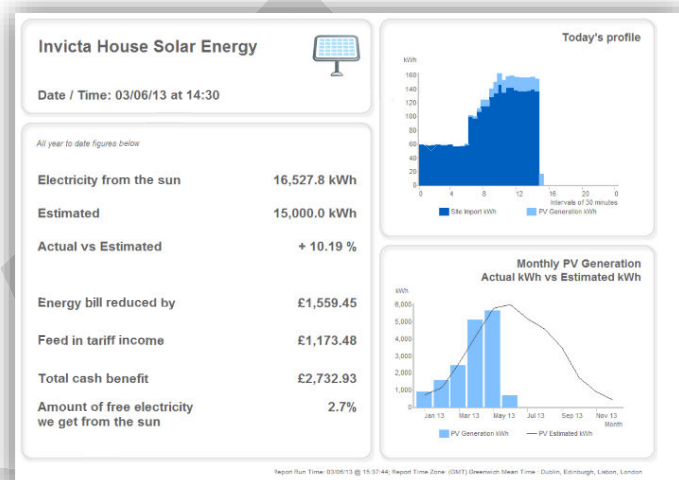 Invicta House Solar Energy
Date / Time: 03/06/13 at 14:30
All year to date figures below
Electricity from the sun 16,527.8 kWh
Estimated 15,000.0 kWh
Actual vs Estimated + 10.19 %
Energy bill reduced by £1,559.45
Feed in tariff income £1,173.48
Total cash benefit £2,732.93
Amount of free electricity 2.7%
we get from the sun
Today's profile
kWh
160
140
120
100
80
60
40
20
0
0 4 8 12 16 20 0
Intervals of 30 minutes
Site Import kWh PV Generation kWh
Monthly PV Generation
Actual kWh vs Estimated kWh
kWh
6,000
5,000
4,000
3,000
2,000
1,000
0
Jan 13 Mar 13 May 13 Jul 13 Sep 13 Nov 13
Month
PV Generation kWh PV Estimated kWh
Report Run Time: 03/06/13 @ 15:37:44; Report Time Zone: (GMT) Greenwich Mean Time : Dublin, Edinburgh, Lisbon, London